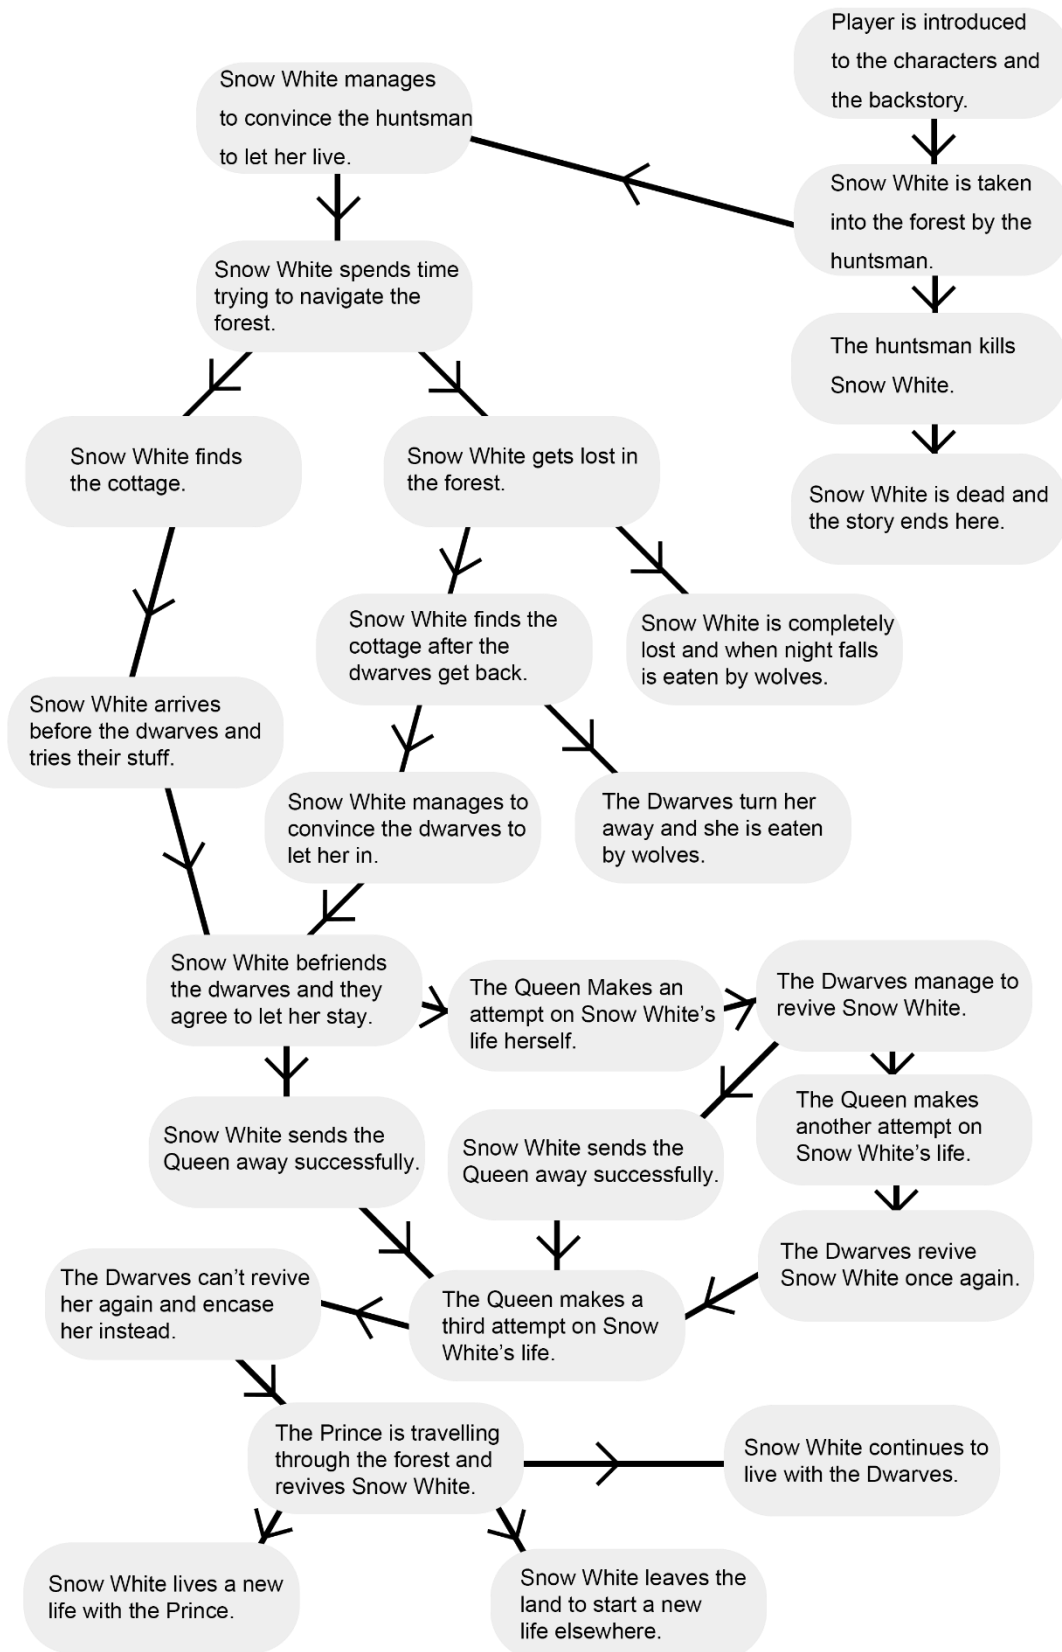 Player is introduced
to the characters and
the backstory.
Snow White manages
to convince the huntsman
to let her live.
Snow White is taken
into the forest by the
huntsman.
Snow White spends time
trying to navigate the
forest.
The huntsman kills
Snow White.
Snow White finds
the cottage.
Snow White gets lost in
the forest.
Snow White is dead and
the story ends here.
Snow White finds the
cottage after the
dwarves get back.
Snow White is completely
lost and when night falls
is eaten by wolves.
Snow White arrives
before the dwarves and
tries their stuff.
Snow White manages to
convince the dwarves to
let her in.
The Dwarves turn her
away and she is eaten
by wolves.
Snow White befriends
the dwarves and they
agree to let her stay.
The Queen Makes an
attempt on Snow White's
life herself.
The Dwarves manage to
revive Snow White.
Snow White sends the
Queen away successfully.
Snow White sends the
Queen away successfully.
The Queen makes
another attempt on
Snow White's life.
The Dwarves revive
Snow White once again.
The Dwarves can't revive
her again and encase
her instead.
The Queen makes a
third attempt on Snow
White's life.
The Prince is travelling
through the forest and
revives Snow White.
Snow White continues to
live with the Dwarves.
Snow White lives a new
life with the Prince.
Snow White leaves the
land to start a new
life elsewhere.